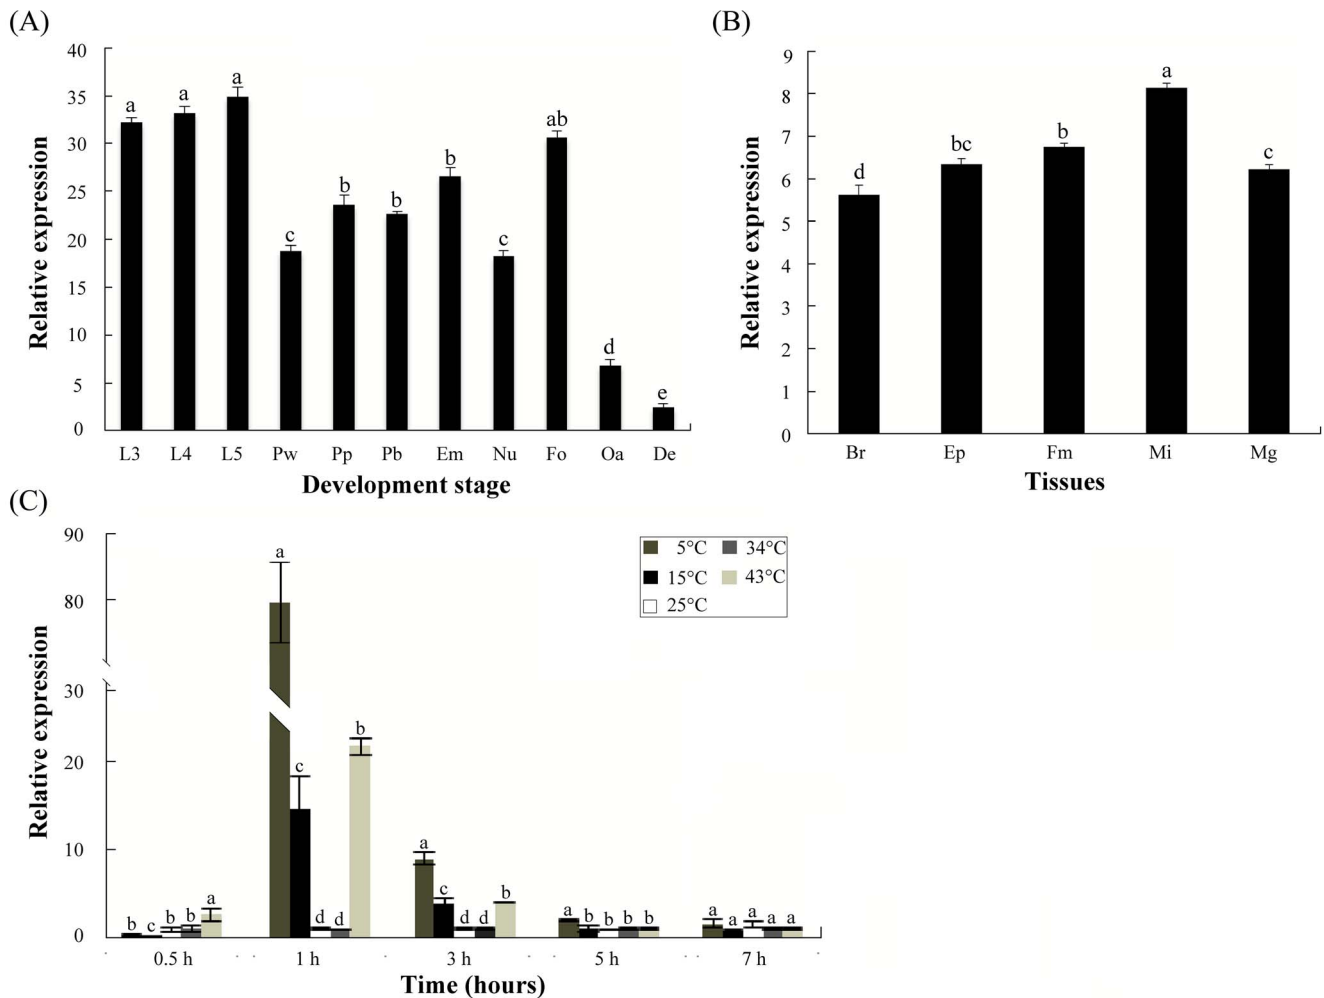 (A)
40
35
30
25
20
15
10
5
0
Relative expression
a a a c b b b c ab d e
L3 L4 L5 Pw Pp Pb Em Nu Fo Oa De
Development stage
(B)
9
8
7
6
5
4
3
2
1
0
Relative expression
d bc b a c
Br Ep Fm Mi Mg
Tissues
(C)
90
80
30
20
10
0
Relative expression
5°C 34°C
15°C 43°C
25°C
b c b b a
a c d d b
a c d d b
a b b b b
a a a a a
0.5 h 1 h 3 h 5 h 7 h
Time (hours)